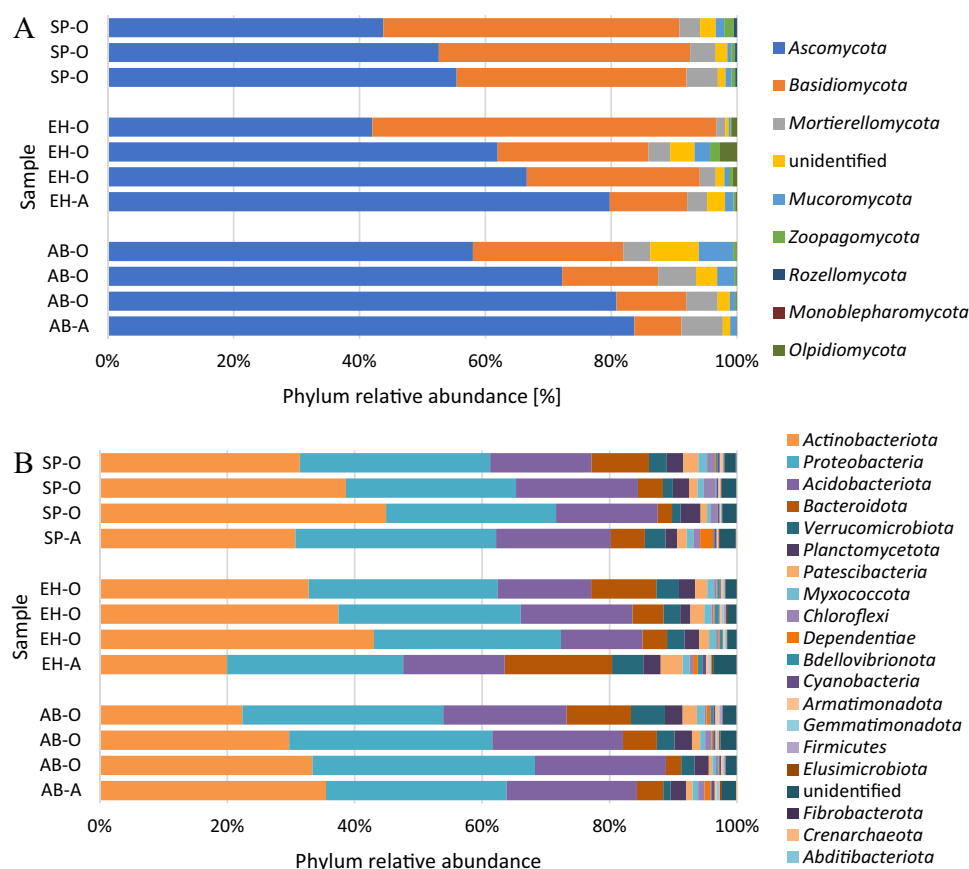 A
SP-O
SP-O
SP-O
EH-O
EH-O
EH-O
EH-A
AB-O
AB-O
AB-O
AB-A
Sample
0% 20% 40% 60% 80% 100%
Phylum relative abundance [%]
Ascomycota
Basidiomycota
Mortierellomycota
unidentified
Mucoromycota
Zoopagomycota
Rozellomycota
Monoblepharomycota
Olpidiomycota
B
SP-O
SP-O
SP-O
SP-A
EH-O
EH-O
EH-O
EH-A
AB-O
AB-O
AB-O
AB-A
Sample
0% 20% 40% 60% 80% 100%
Phylum relative abundance
Actinobacteriota
Proteobacteria
Acidobacteriota
Bacteroidota
Verrucomicrobiota
Planctomycetota
Patescibacteria
Myxococcota
Chloroflexi
Dependentiae
Bdellovibrionota
Cyanobacteria
Armatimonadota
Gemmatimonadota
Firmicutes
Elusimicrobiota
unidentified
Fibrobacterota
Crenarchaeota
Abditibacteriota